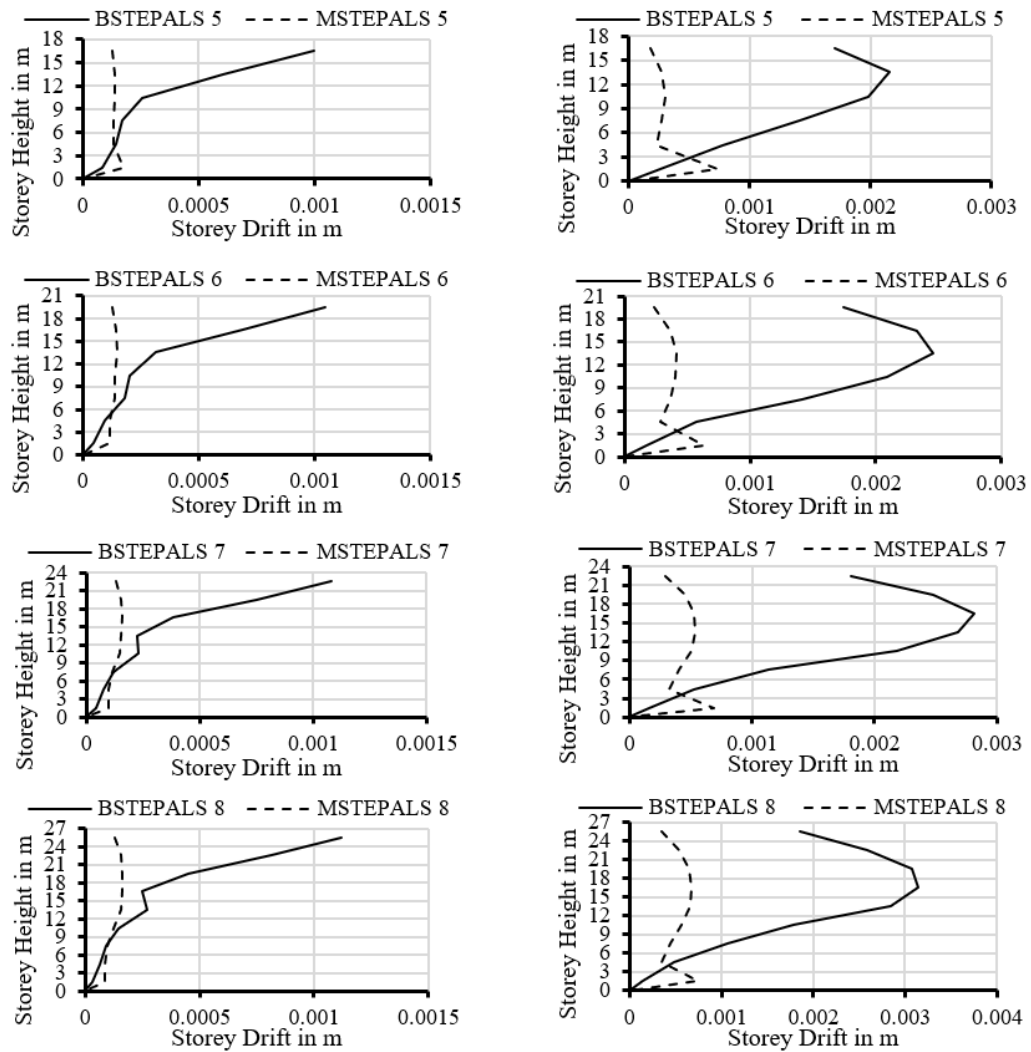 BSTEPALS 5 MSTEPALS 5
Storey Height in m
18
15
12
9
6
3
0
0 0.0005 0.001 0.0015
Storey Drift in m
BSTEPALS 5 MSTEPALS 5
Storey Height in m
18
15
12
9
6
3
0
0 0.001 0.002 0.003
Storey Drift in m
BSTEPALS 6 MSTEPALS 6
Storey Height in m
21
18
15
12
9
6
3
0
0 0.0005 0.001 0.0015
Storey Drift in m
BSTEPALS 6 MSTEPALS 6
Storey Height in m
21
18
15
12
9
6
3
0
0 0.001 0.002 0.003
Storey Drift in m
BSTEPALS 7 MSTEPALS 7
Storey Height in m
24
21
18
15
12
9
6
3
0
0 0.0005 0.001 0.0015
Storey Drift in m
BSTEPALS 7 MSTEPALS 7
Storey Height in m
24
21
18
15
12
9
6
3
0
0 0.001 0.002 0.003
Storey Drift in m
BSTEPALS 8 MSTEPALS 8
Storey Height in m
27
24
21
18
15
12
9
6
3
0
0 0.0005 0.001 0.0015
Storey Drift in m
BSTEPALS 8 MSTEPALS 8
Storey Height in m
27
24
21
18
15
12
9
6
3
0
0 0.001 0.002 0.003 0.004
Storey Drift in m